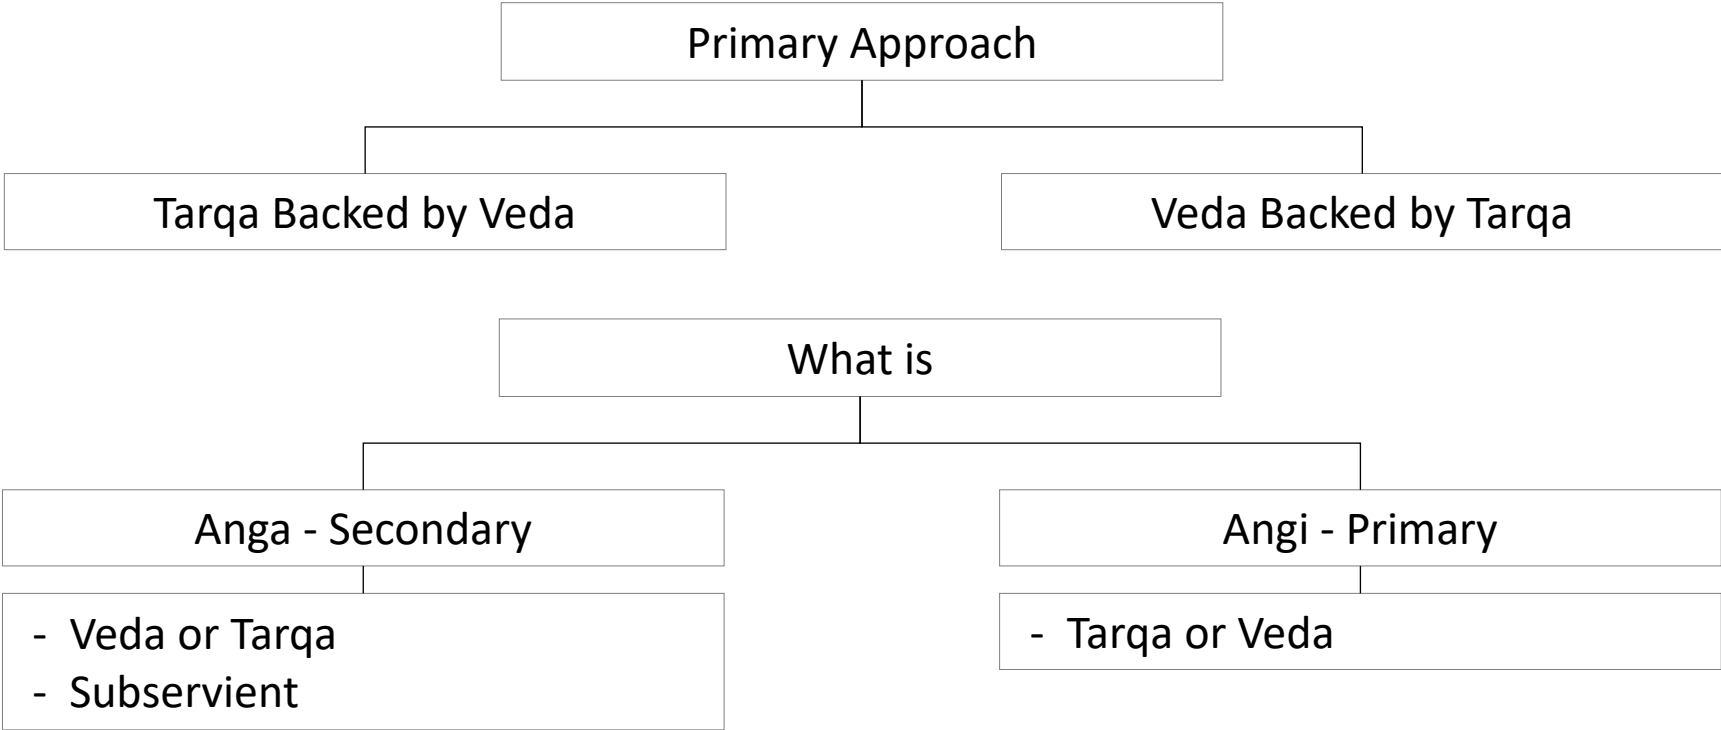 Primary Approach
Tarqa Backed by Veda
Veda Backed by Tarqa
What is
Anga - Secondary
Angi - Primary
- Veda or Tarqa
- Subservient
- Tarqa or Veda